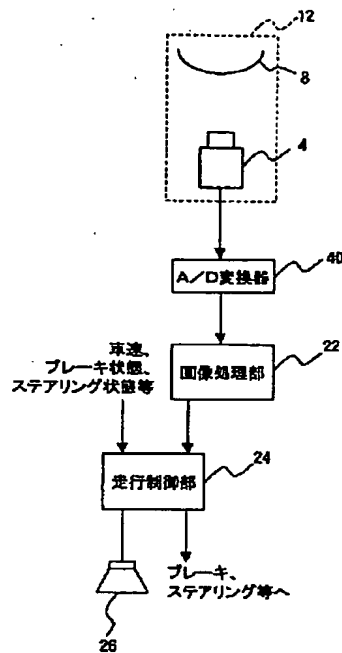 12
8
4
A/D変換器
40
車速、
ブレーキ状態、
ステアリング状態等
画像処理部
22
走行制御部
24
ブレーキ、
ステアリング等へ
26